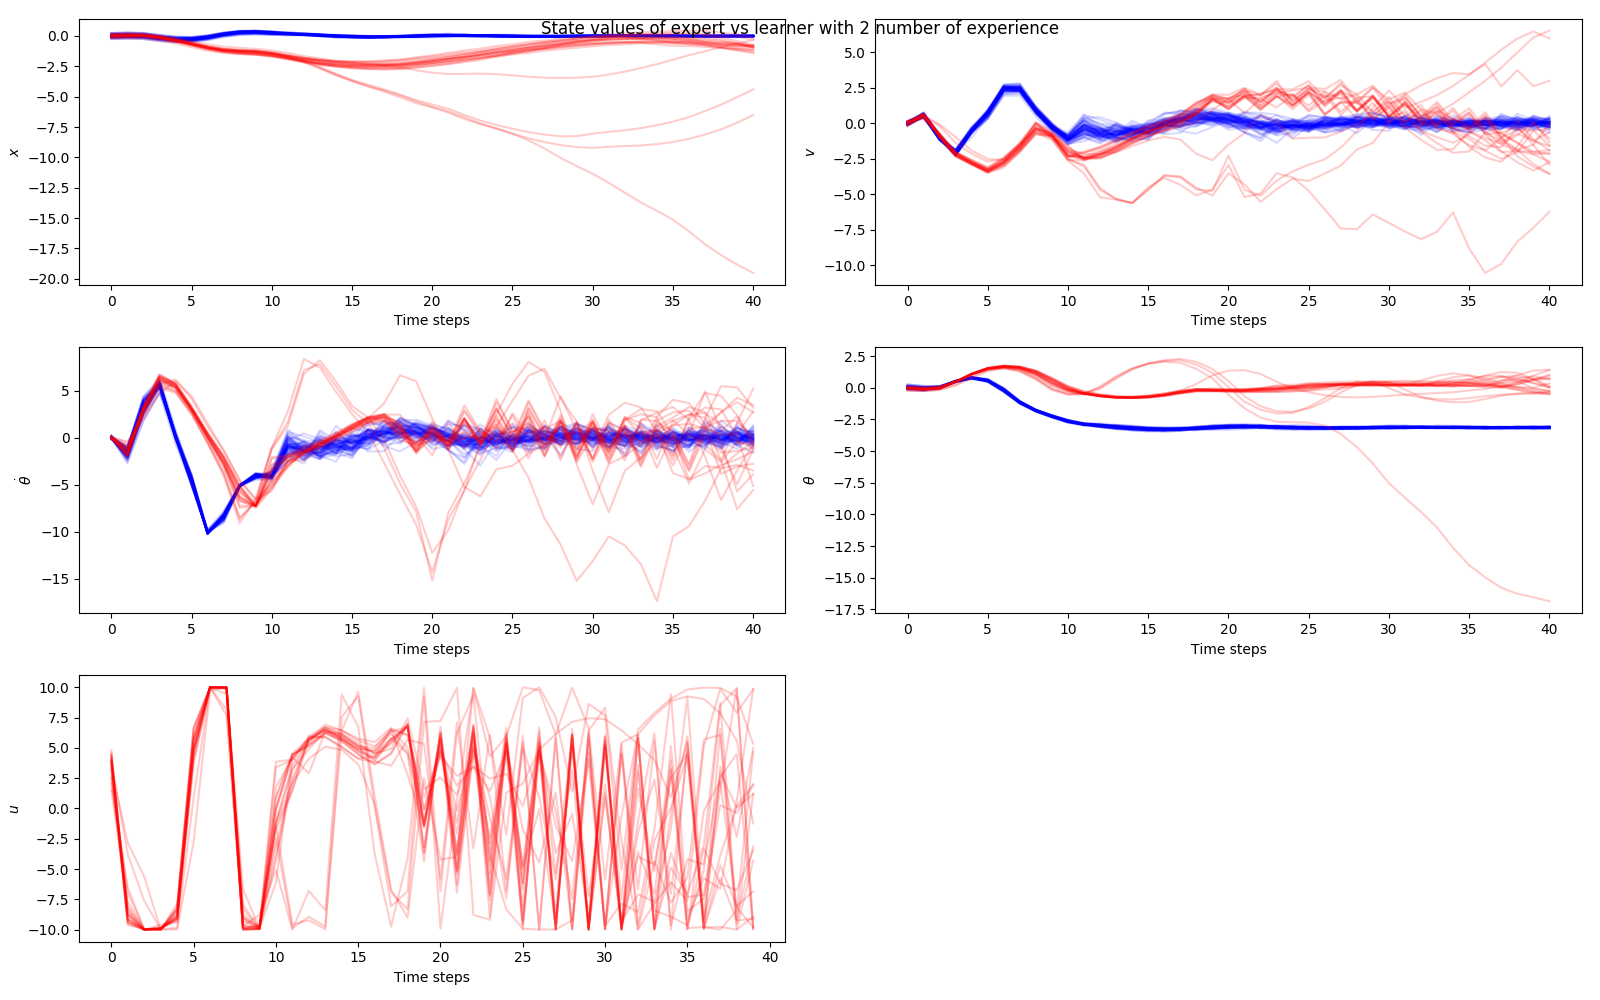 State values of expert vs learner with 2 number of experience
x
0.0
−2.5
−5.0
−7.5
−10.0
−12.5
−15.0
−17.5
−20.0
0 5 10 15 20 25 30 35 40
Time steps
v
5.0
2.5
0.0
−2.5
−5.0
−7.5
−10.0
0 5 10 15 20 25 30 35 40
Time steps
θ̇
5
0
−5
−10
−15
0 5 10 15 20 25 30 35 40
Time steps
θ
2.5
0.0
−2.5
−5.0
−7.5
−10.0
−12.5
−15.0
−17.5
0 5 10 15 20 25 30 35 40
Time steps
u
10.0
7.5
5.0
2.5
0.0
−2.5
−5.0
−7.5
−10.0
0 5 10 15 20 25 30 35 40
Time steps